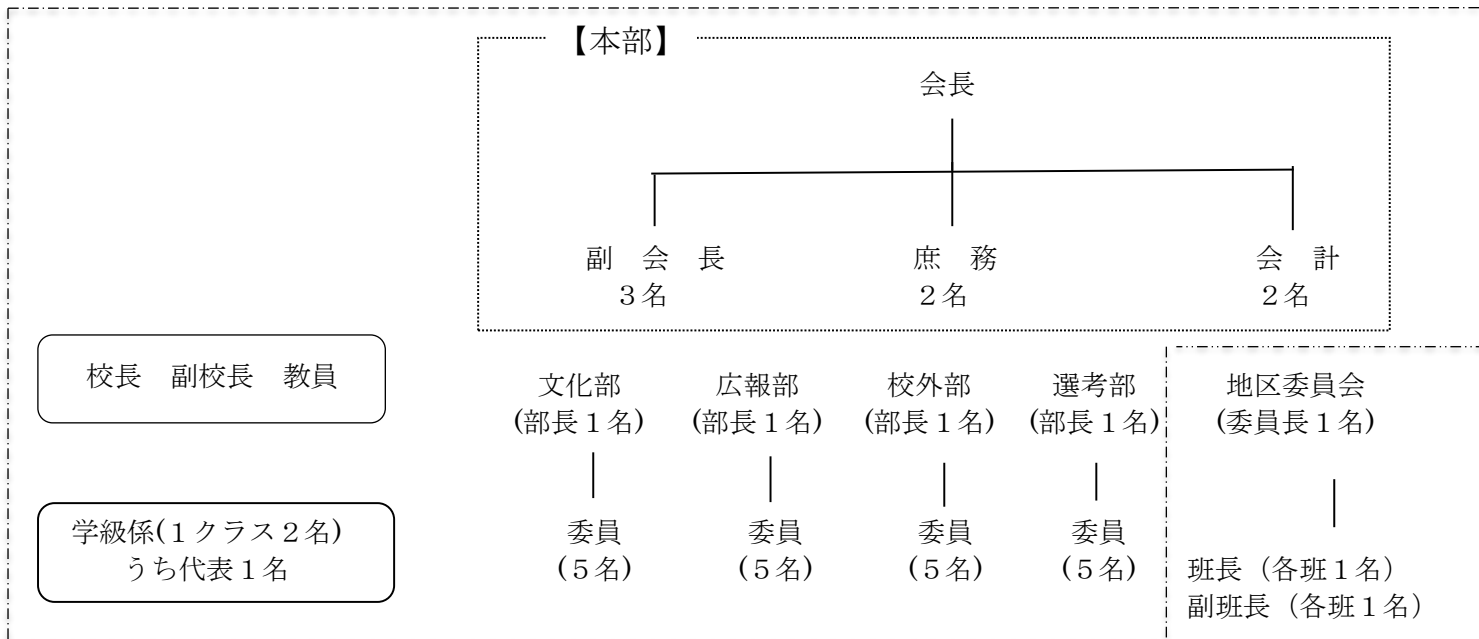 【本部】
会長
副　会　長　庶　務　会　計
３名　２名　２名
校長　副校長　教員
文化部　広報部　校外部　選考部　地区委員会
(部長１名)　(部長１名)　(部長１名)　(部長１名)　(委員長１名)
学級係(１クラス２名)
うち代表１名
委員　委員　委員　委員
(５名)　(５名)　(５名)　(５名)
班長（各班１名）
副班長（各班１名）